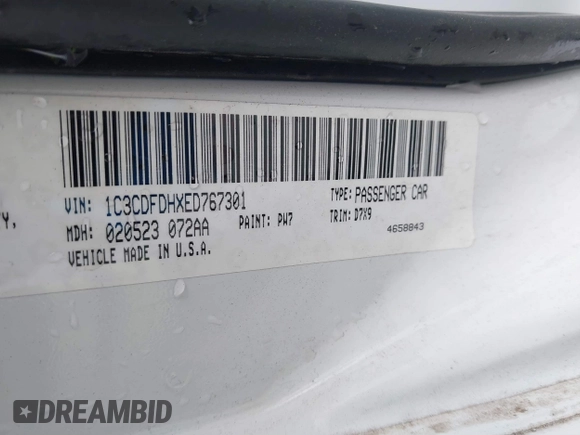 Y,
VIN: 1C3CDFDHXED767301 TYPE: PASSENGER CAR
MDH: 020523 072AA PAINT: PW7 TRIM: D7X9
VEHICLE MADE IN U.S.A. 4658843
DREAMBID